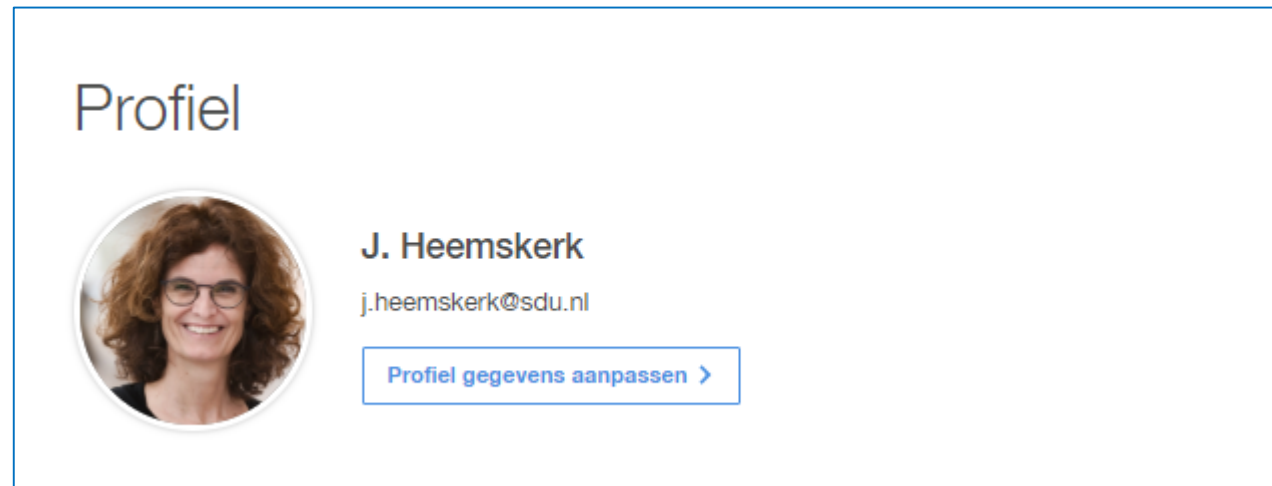 Profiel
J. Heemskerk
j.heemskerk@sdu.nl
Profiel gegevens aanpassen